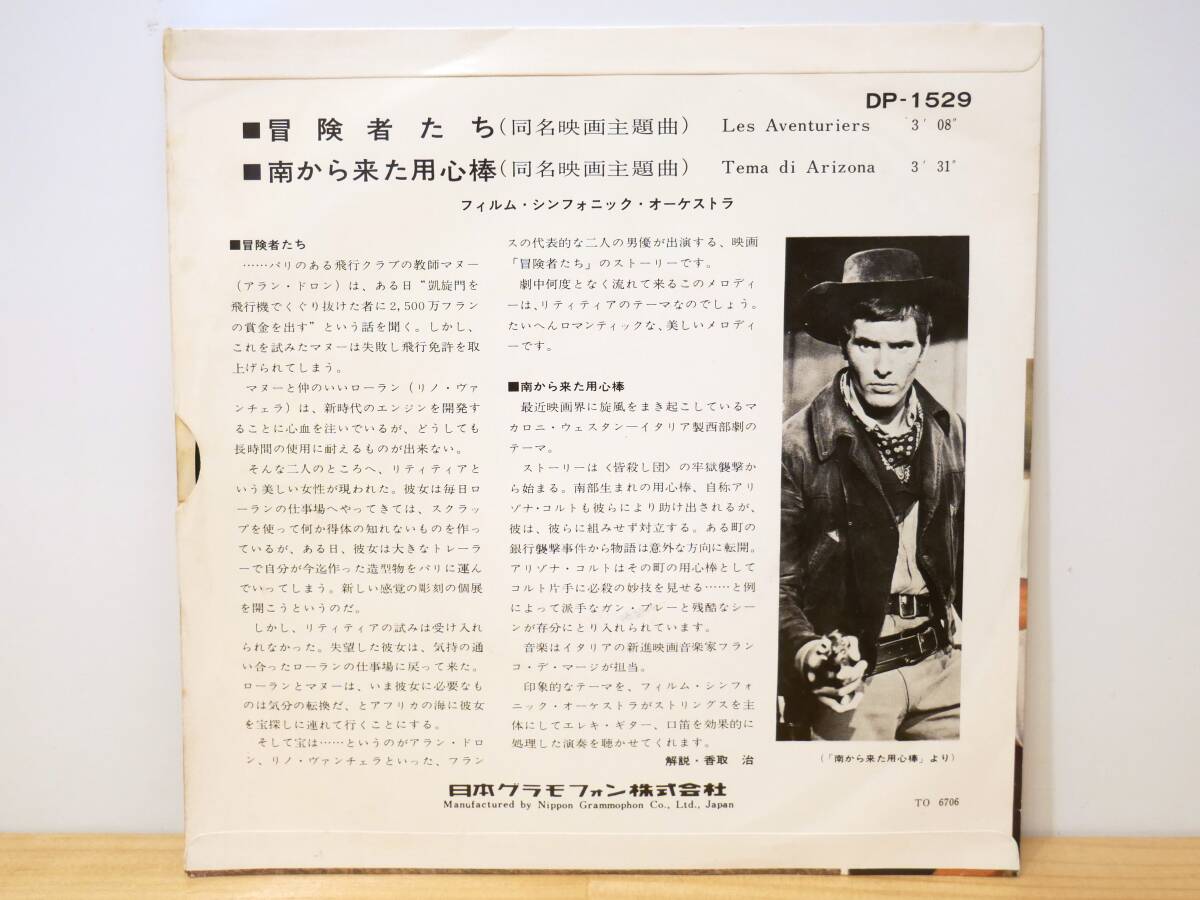 DP-1529
■冒険者たち(同名映画主題曲) Les Aventuriers 3′08″
■南から来た用心棒(同名映画主題曲) Tema di Arizona 3′31″
フィルム・シンフォニック・オーケストラ
■冒険者たち
……パリのある飛行クラブの教師マヌー
(アラン・ドロン)は、ある日“凱旋門を
飛行機でくぐり抜けた者に2,500万フラン
の賞金を出す”という話を聞く。しかし、
これを試みたマヌーは失敗し飛行免許を取
上げられてしまう。
マヌーと仲のいいローラン(リノ・ヴァ
ンチェラ)は、新時代のエンジンを開発す
ることに心血を注いでいるが、どうしても
長時間の使用に耐えるものが出来ない。
そんな二人のところへ、リティティアと
いう美しい女性が現われた。彼女は毎日ロ
ーランの仕事場へやってきては、スクラッ
プを使って何か得体の知れないものを作っ
ているが、ある日、彼女は大きなトレーラ
ーで自分が今迄作った造型物をパリに運ん
でいってしまう。新しい感覚の彫刻の個展
を開こうというのだ。
しかし、リティティアの試みは受け入れ
られなかった。失望した彼女は、気持の通
い合ったローランの仕事場に戻って来た。
ローランとマヌーは、いま彼女に必要なも
のは気分の転換だ、とアフリカの海に彼女
を宝探しに連れて行くことにする。
そして宝は……というのがアラン・ドロ
ン、リノ・ヴァンチェラといった、フラン
スの代表的な二人の男優が出演する、映画
「冒険者たち」のストーリーです。
劇中何度となく流れて来るこのメロディ
ーは、リティティアのテーマなのでしょう。
たいへんロマンティックな、美しいメロディ
ーです。
■南から来た用心棒
最近映画界に旋風をまき起こしているマ
カロニ・ウェスタン―イタリア製西部劇の
テーマ。
ストーリーは〈皆殺し団〉の牢獄襲撃か
ら始まる。南部生まれの用心棒、自称アリ
ゾナ・コルトも彼らにより助け出されるが、
彼は、彼らに組みせず対立する。ある町の
銀行襲撃事件から物語は意外な方向に転開。
アリゾナ・コルトはその町の用心棒として
コルト片手に必殺の妙技を見せる……と例
によって派手なガン・プレーと残酷なシー
ンが存分にとり入れられています。
音楽はイタリアの新進映画音楽家フラン
コ・デ・マージが担当。
印象的なテーマを、フィルム・シンフォ
ニック・オーケストラがストリングスを主
体にしてエレキ・ギター、口笛を効果的に
処理した演奏を聴かせてくれます。
解説・香取 治
(「南から来た用心棒」より)
日本グラモフォン株式会社
Manufactured by Nippon Grammophon Co., Ltd., Japan
TO 6706